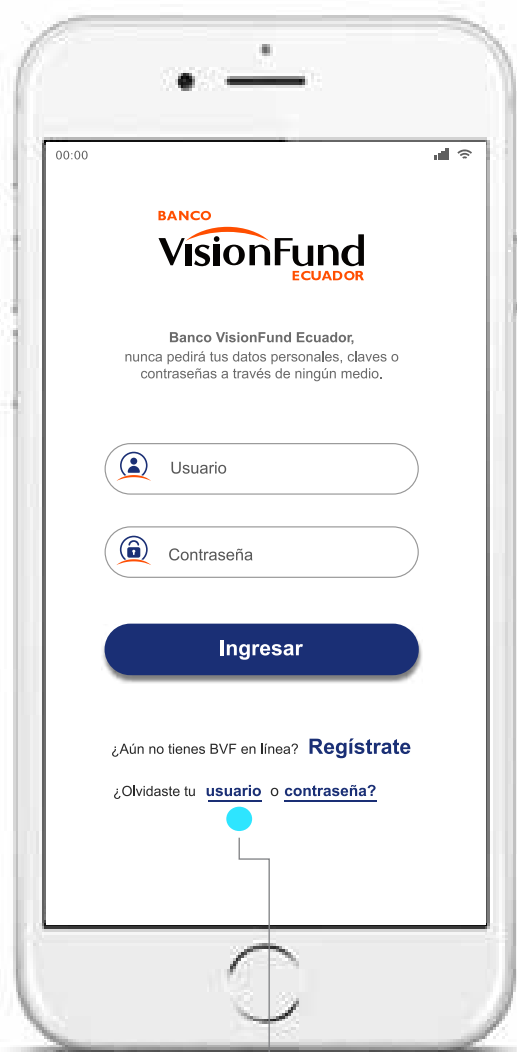 00:00
BANCO
VisionFund
ECUADOR
Banco VisionFund Ecuador,
nunca pedirá tus datos personales, claves o
contraseñas a través de ningún medio.
Usuario
Contraseña
Ingresar
¿Aún no tienes BVF en línea? Regístrate
¿Olvidaste tu usuario o contraseña?